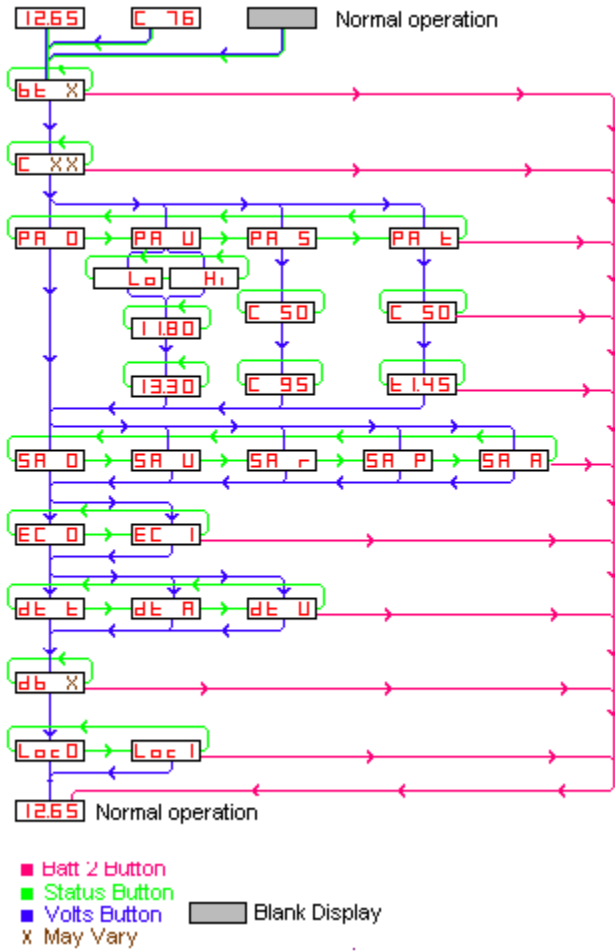 12.65 C 76 Normal operation
bt X
C XX
PA 0 PA U PA S PA t
Lo Hi
11.80 C 50 C 50
13.30 C 95 t1.45
SA 0 SA U SA r SA P SA A
EC 0 EC 1
dt t dt A dt U
db X
Loc0 Loc1
12.65 Normal operation
Batt 2 Button
Status Button
Volts Button Blank Display
X May Vary